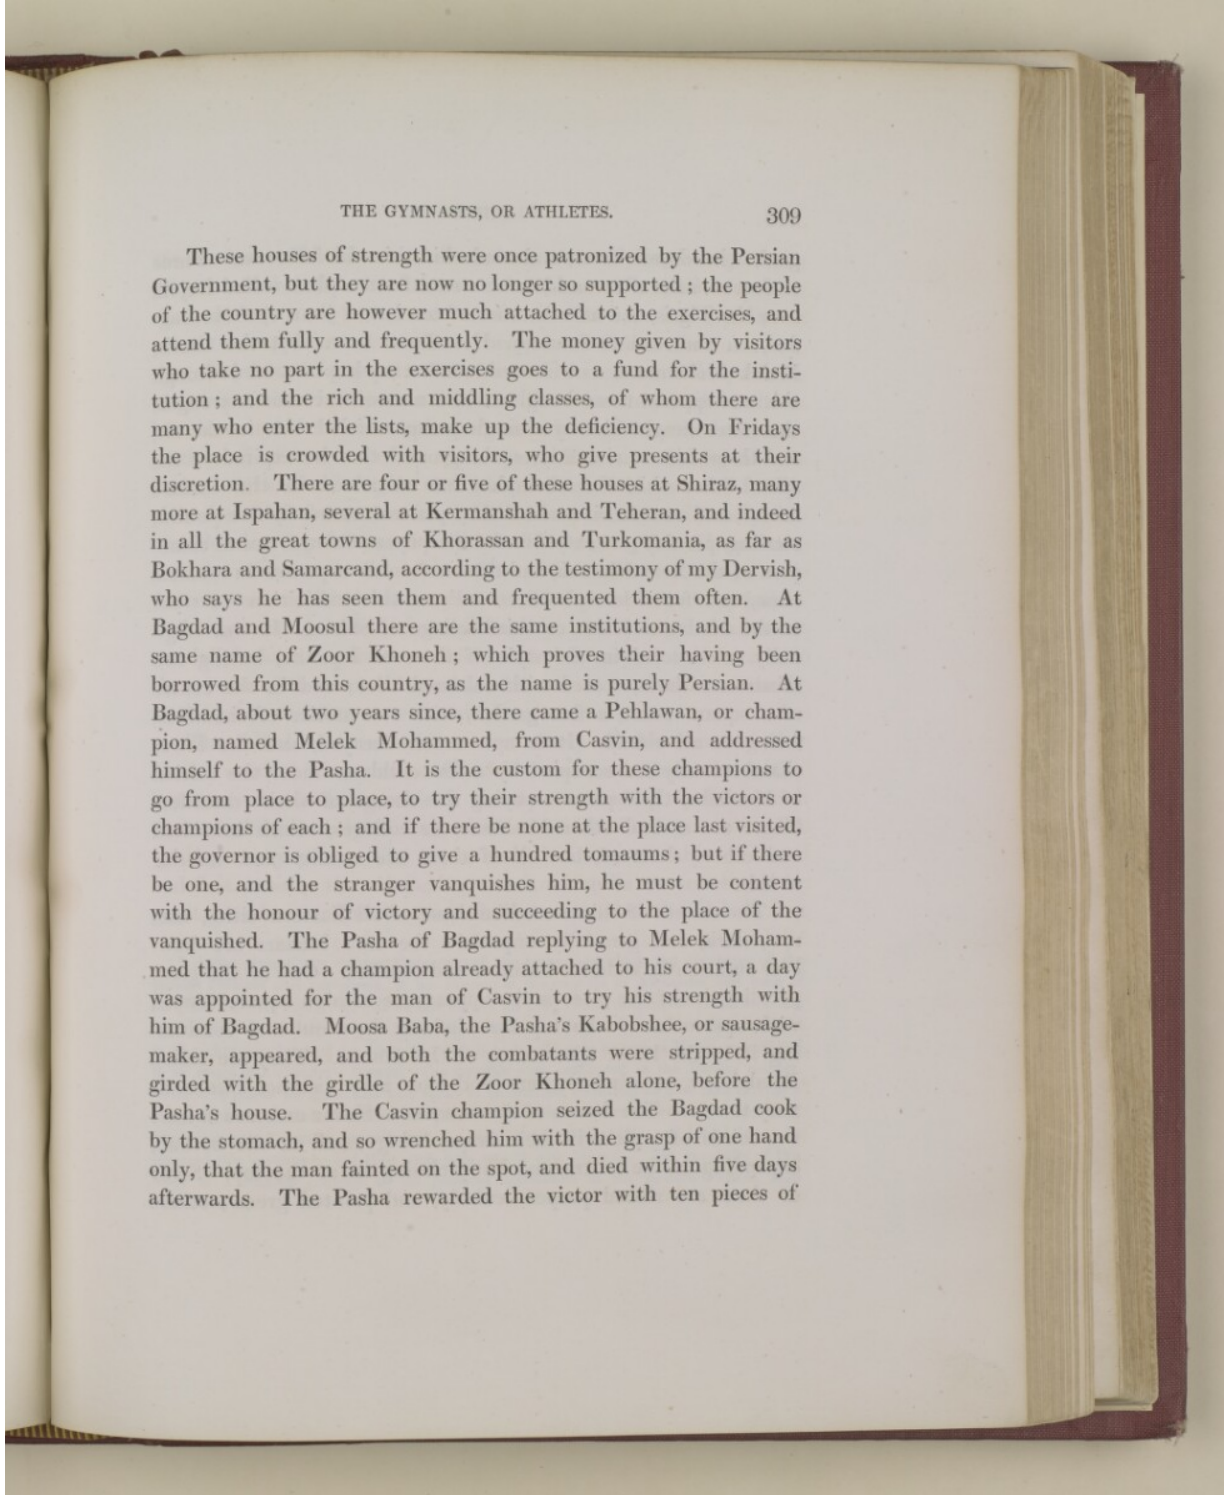 THE GYMNASTS, OR ATHLETES. 309
These houses of strength were once patronized by the Persian
Government, but they are now no longer so supported ; the people
of the country are however much attached to the exercises, and
attend them fully and frequently. The money given by visitors
who take no part in the exercises goes to a fund for the insti-
tution ; and the rich and middling classes, of whom there are
many who enter the lists, make up the deficiency. On Fridays
the place is crowded with visitors, who give presents at their
discretion. There are four or five of these houses at Shiraz, many
more at Ispahan, several at Kermanshah and Teheran, and indeed
in all the great towns of Khorassan and Turkomania, as far as
Bokhara and Samarcand, according to the testimony of my Dervish,
who says he has seen them and frequented them often. At
Bagdad and Moosul there are the same institutions, and by the
same name of Zoor Khoneh ; which proves their having been
borrowed from this country, as the name is purely Persian. At
Bagdad, about two years since, there came a Pehlawan, or cham-
pion, named Melek Mohammed, from Casvin, and addressed
himself to the Pasha. It is the custom for these champions to
go from place to place, to try their strength with the victors or
champions of each ; and if there be none at the place last visited,
the governor is obliged to give a hundred tomaums ; but if there
be one, and the stranger vanquishes him, he must be content
with the honour of victory and succeeding to the place of the
vanquished. The Pasha of Bagdad replying to Melek Moham-
med that he had a champion already attached to his court, a day
was appointed for the man of Casvin to try his strength with
him of Bagdad. Moosa Baba, the Pasha's Kabobshee, or sausage-
maker, appeared, and both the combatants were stripped, and
girded with the girdle of the Zoor Khoneh alone, before the
Pasha's house. The Casvin champion seized the Bagdad cook
by the stomach, and so wrenched him with the grasp of one hand
only, that the man fainted on the spot, and died within five days
afterwards. The Pasha rewarded the victor with ten pieces of